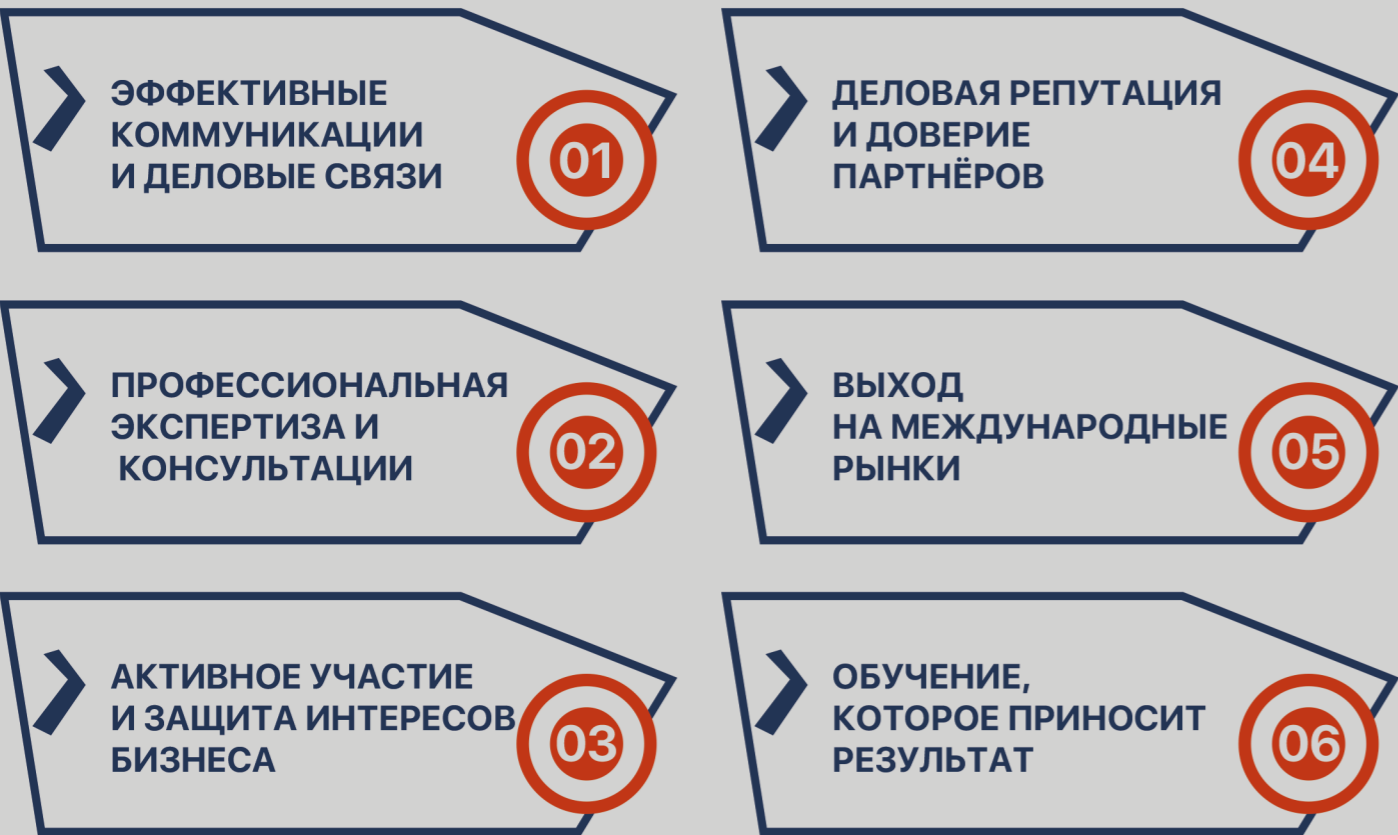 ЭФФЕКТИВНЫЕ
КОММУНИКАЦИИ
И ДЕЛОВЫЕ СВЯЗИ
01
ПРОФЕССИОНАЛЬНАЯ
ЭКСПЕРТИЗА И
КОНСУЛЬТАЦИИ
02
АКТИВНОЕ УЧАСТИЕ
И ЗАЩИТА ИНТЕРЕСОВ
БИЗНЕСА
03
ДЕЛОВАЯ РЕПУТАЦИЯ
И ДОВЕРИЕ
ПАРТНЁРОВ
04
ВЫХОД
НА МЕЖДУНАРОДНЫЕ
РЫНКИ
05
ОБУЧЕНИЕ,
КОТОРОЕ ПРИНОСИТ
РЕЗУЛЬТАТ
06